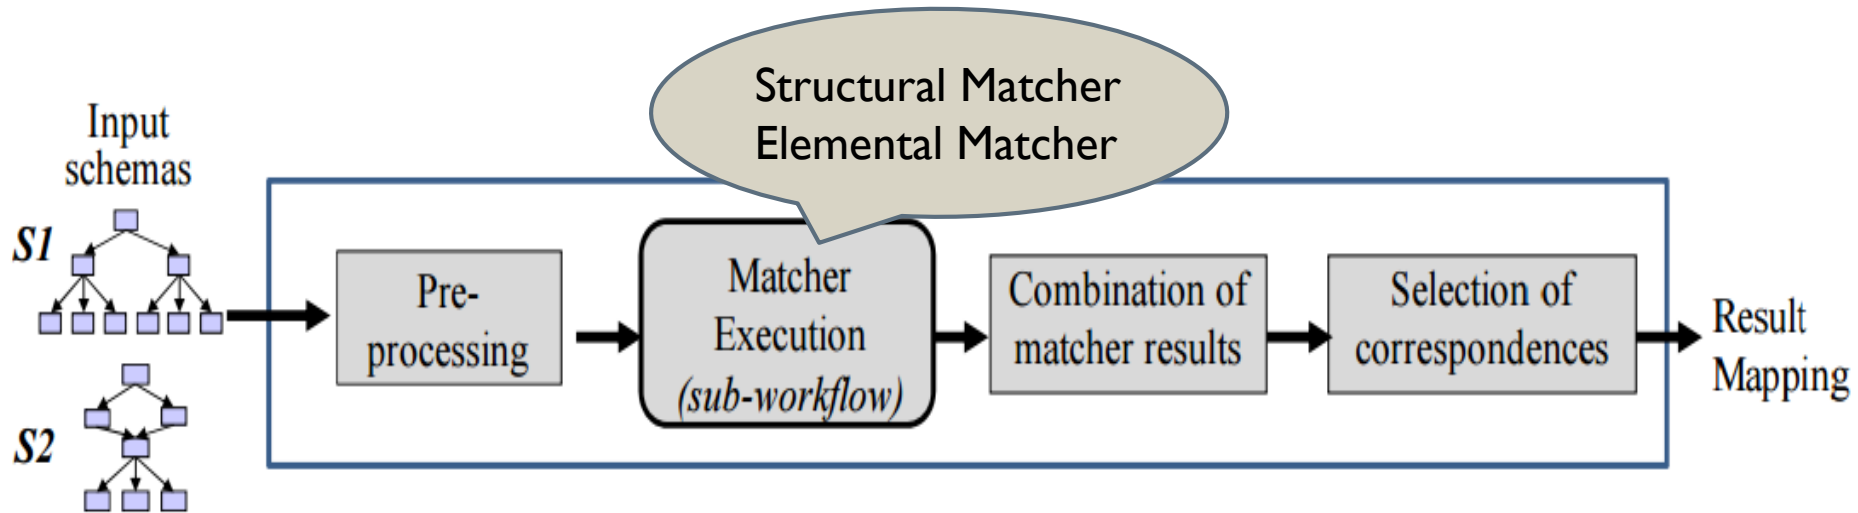 Structural Matcher
Elemental Matcher
Input
schemas
S1
S2
Pre-
processing
Matcher
Execution
(sub-workflow)
Combination of
matcher results
Selection of
correspondences
Result
Mapping